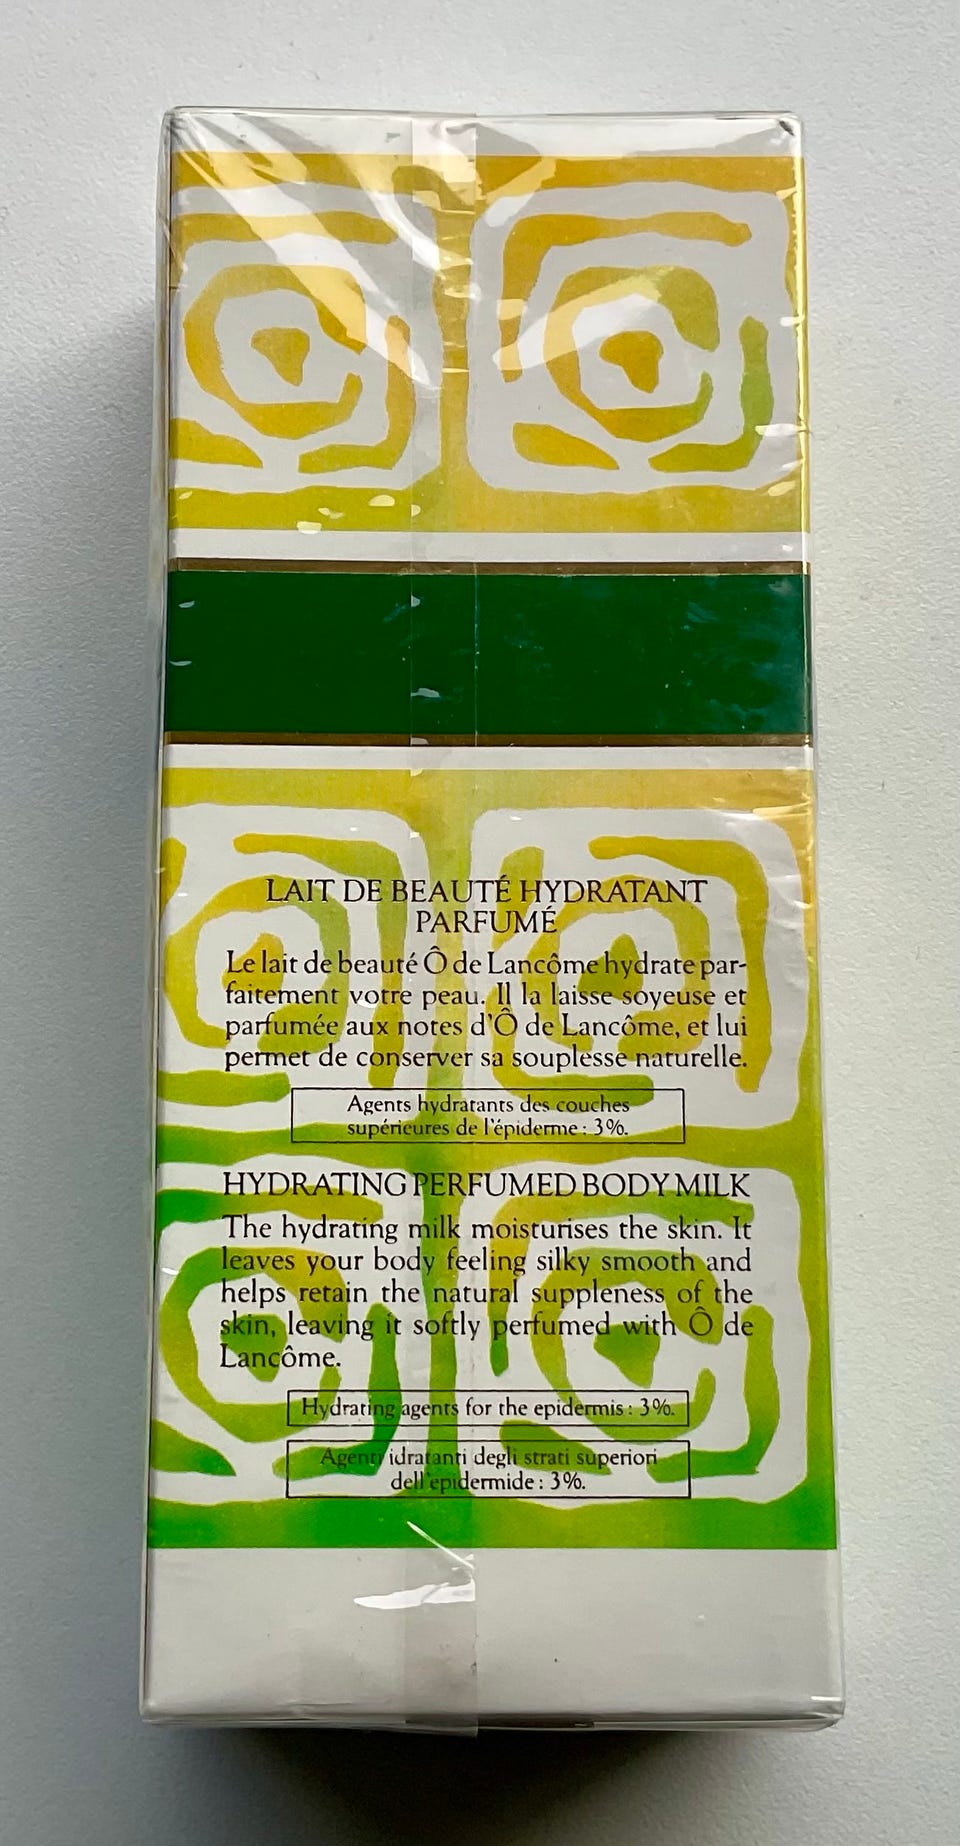 LAIT DE BEAUTÉ HYDRATANT
PARFUMÉ
Le lait de beauté Ô de Lancôme hydrate par-
faitement votre peau. Il la laisse soyeuse et
parfumée aux notes d'Ô de Lancôme, et lui
permet de conserver sa souplesse naturelle.
Agents hydratants des couches
supérieures de l'épiderme : 3%.
HYDRATING PERFUMED BODY MILK
The hydrating milk moisturises the skin. It
leaves your body feeling silky smooth and
helps retain the natural suppleness of the
skin, leaving it softly perfumed with Ô de
Lancôme.
Hydrating agents for the epidermis : 3%.
Agenti idratanti degli strati superiori
dell'epidermide : 3%.